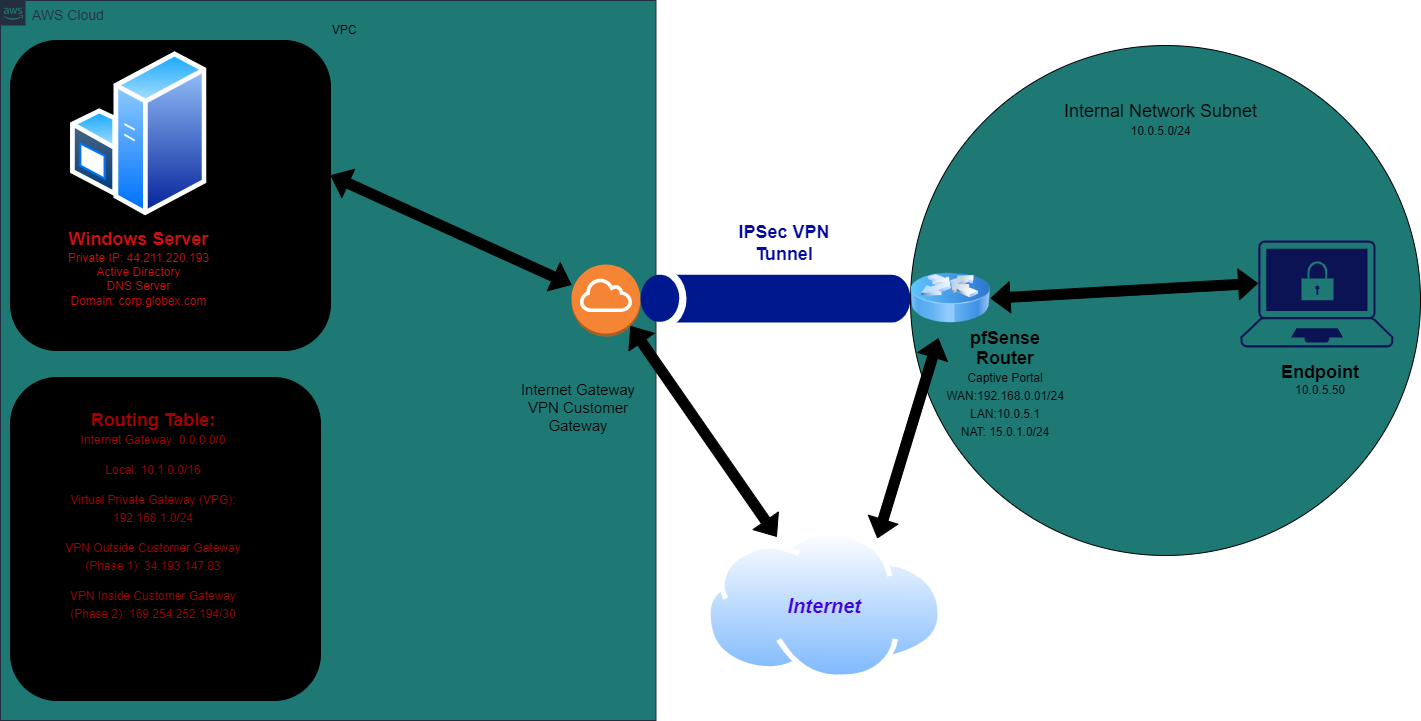 aws
AWS Cloud
VPC
Windows Server
Private IP: 44.211.220.193
Active Directory
DNS Server
Domain: corp.globex.com
Routing Table:
Internet Gateway: 0.0.0.0/0
Local: 10.1.0.0/16
Virtual Private Gateway (VPG):
192.168.1.0/24
VPN Outside Customer Gateway
(Phase 1): 34.193.147.83
VPN Inside Customer Gateway
(Phase 2): 169.254.252.194/30
Internet Gateway
VPN Customer
Gateway
IPSec VPN
Tunnel
Internet
Internal Network Subnet
10.0.5.0/24
pfSense
Router
Captive Portal
WAN:192.168.0.01/24
LAN:10.0.5.1
NAT: 15.0.1.0/24
Endpoint
10.0.5.50